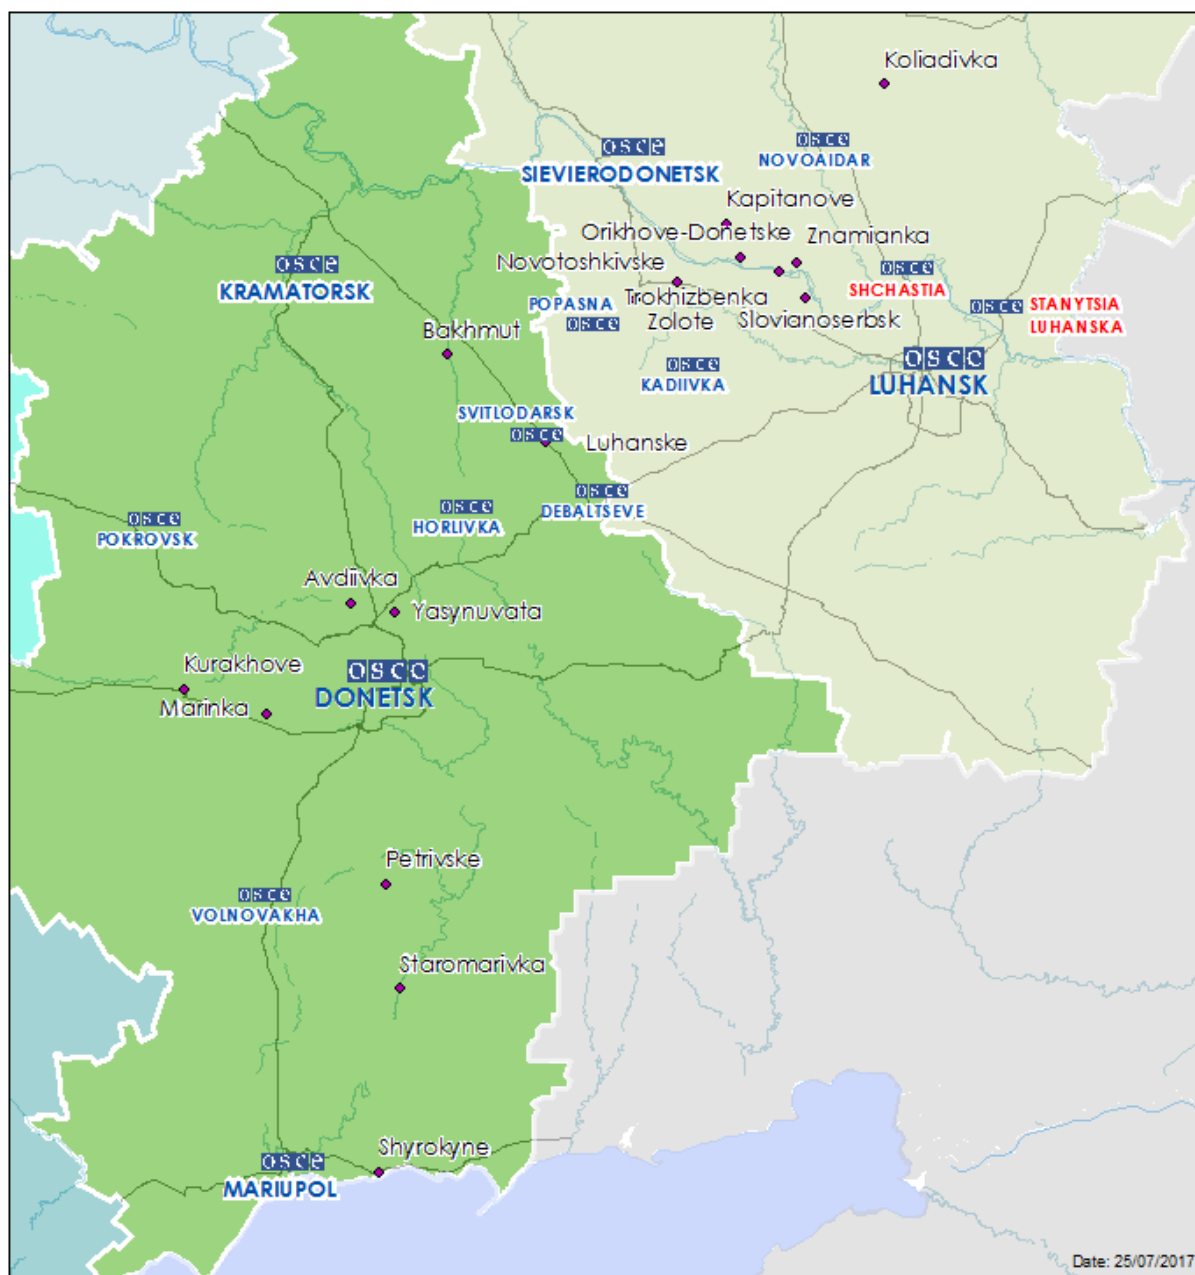 Koliadivka
OSCE
NOVOAIDAR
OSCE
SIEVIERODONETSK
Kapitanove
Orikhove-Donetske
Znamianka
Novotoshkivske
OSCE
SHCHASTIA
OSCE
KRAMATORSK
POPASNA
OSCE
Trokhizbenka
Zolote
Slovianoserbsk
OSCE
STANYTSIA
LUHANSKA
Bakhmut
OSCE
KADIIVKA
OSCE
LUHANSK
SVITLODARSK
OSCE
Luhanske
OSCE
DEBALTSEVE
OSCE
HORLIVKA
OSCE
POKROVSK
Avdiivka
Yasynuvata
Kurakhove
OSCE
DONETSK
Marinka
Petrivske
OSCE
VOLNOVAKHA
Staromarivka
Shyrokyne
OSCE
MARIUPOL
Date: 25/07/2017